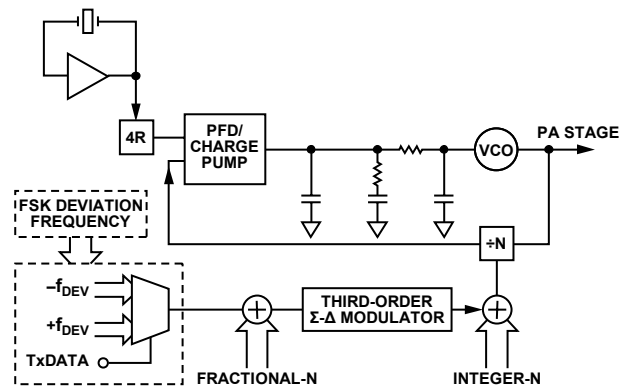 4R
PFD/
CHARGE
PUMP
VCO
PA STAGE
FSK DEVIATION
FREQUENCY
÷N
–fDEV
+fDEV
TxDATA
THIRD-ORDER
Σ-Δ MODULATOR
FRACTIONAL-N
INTEGER-N